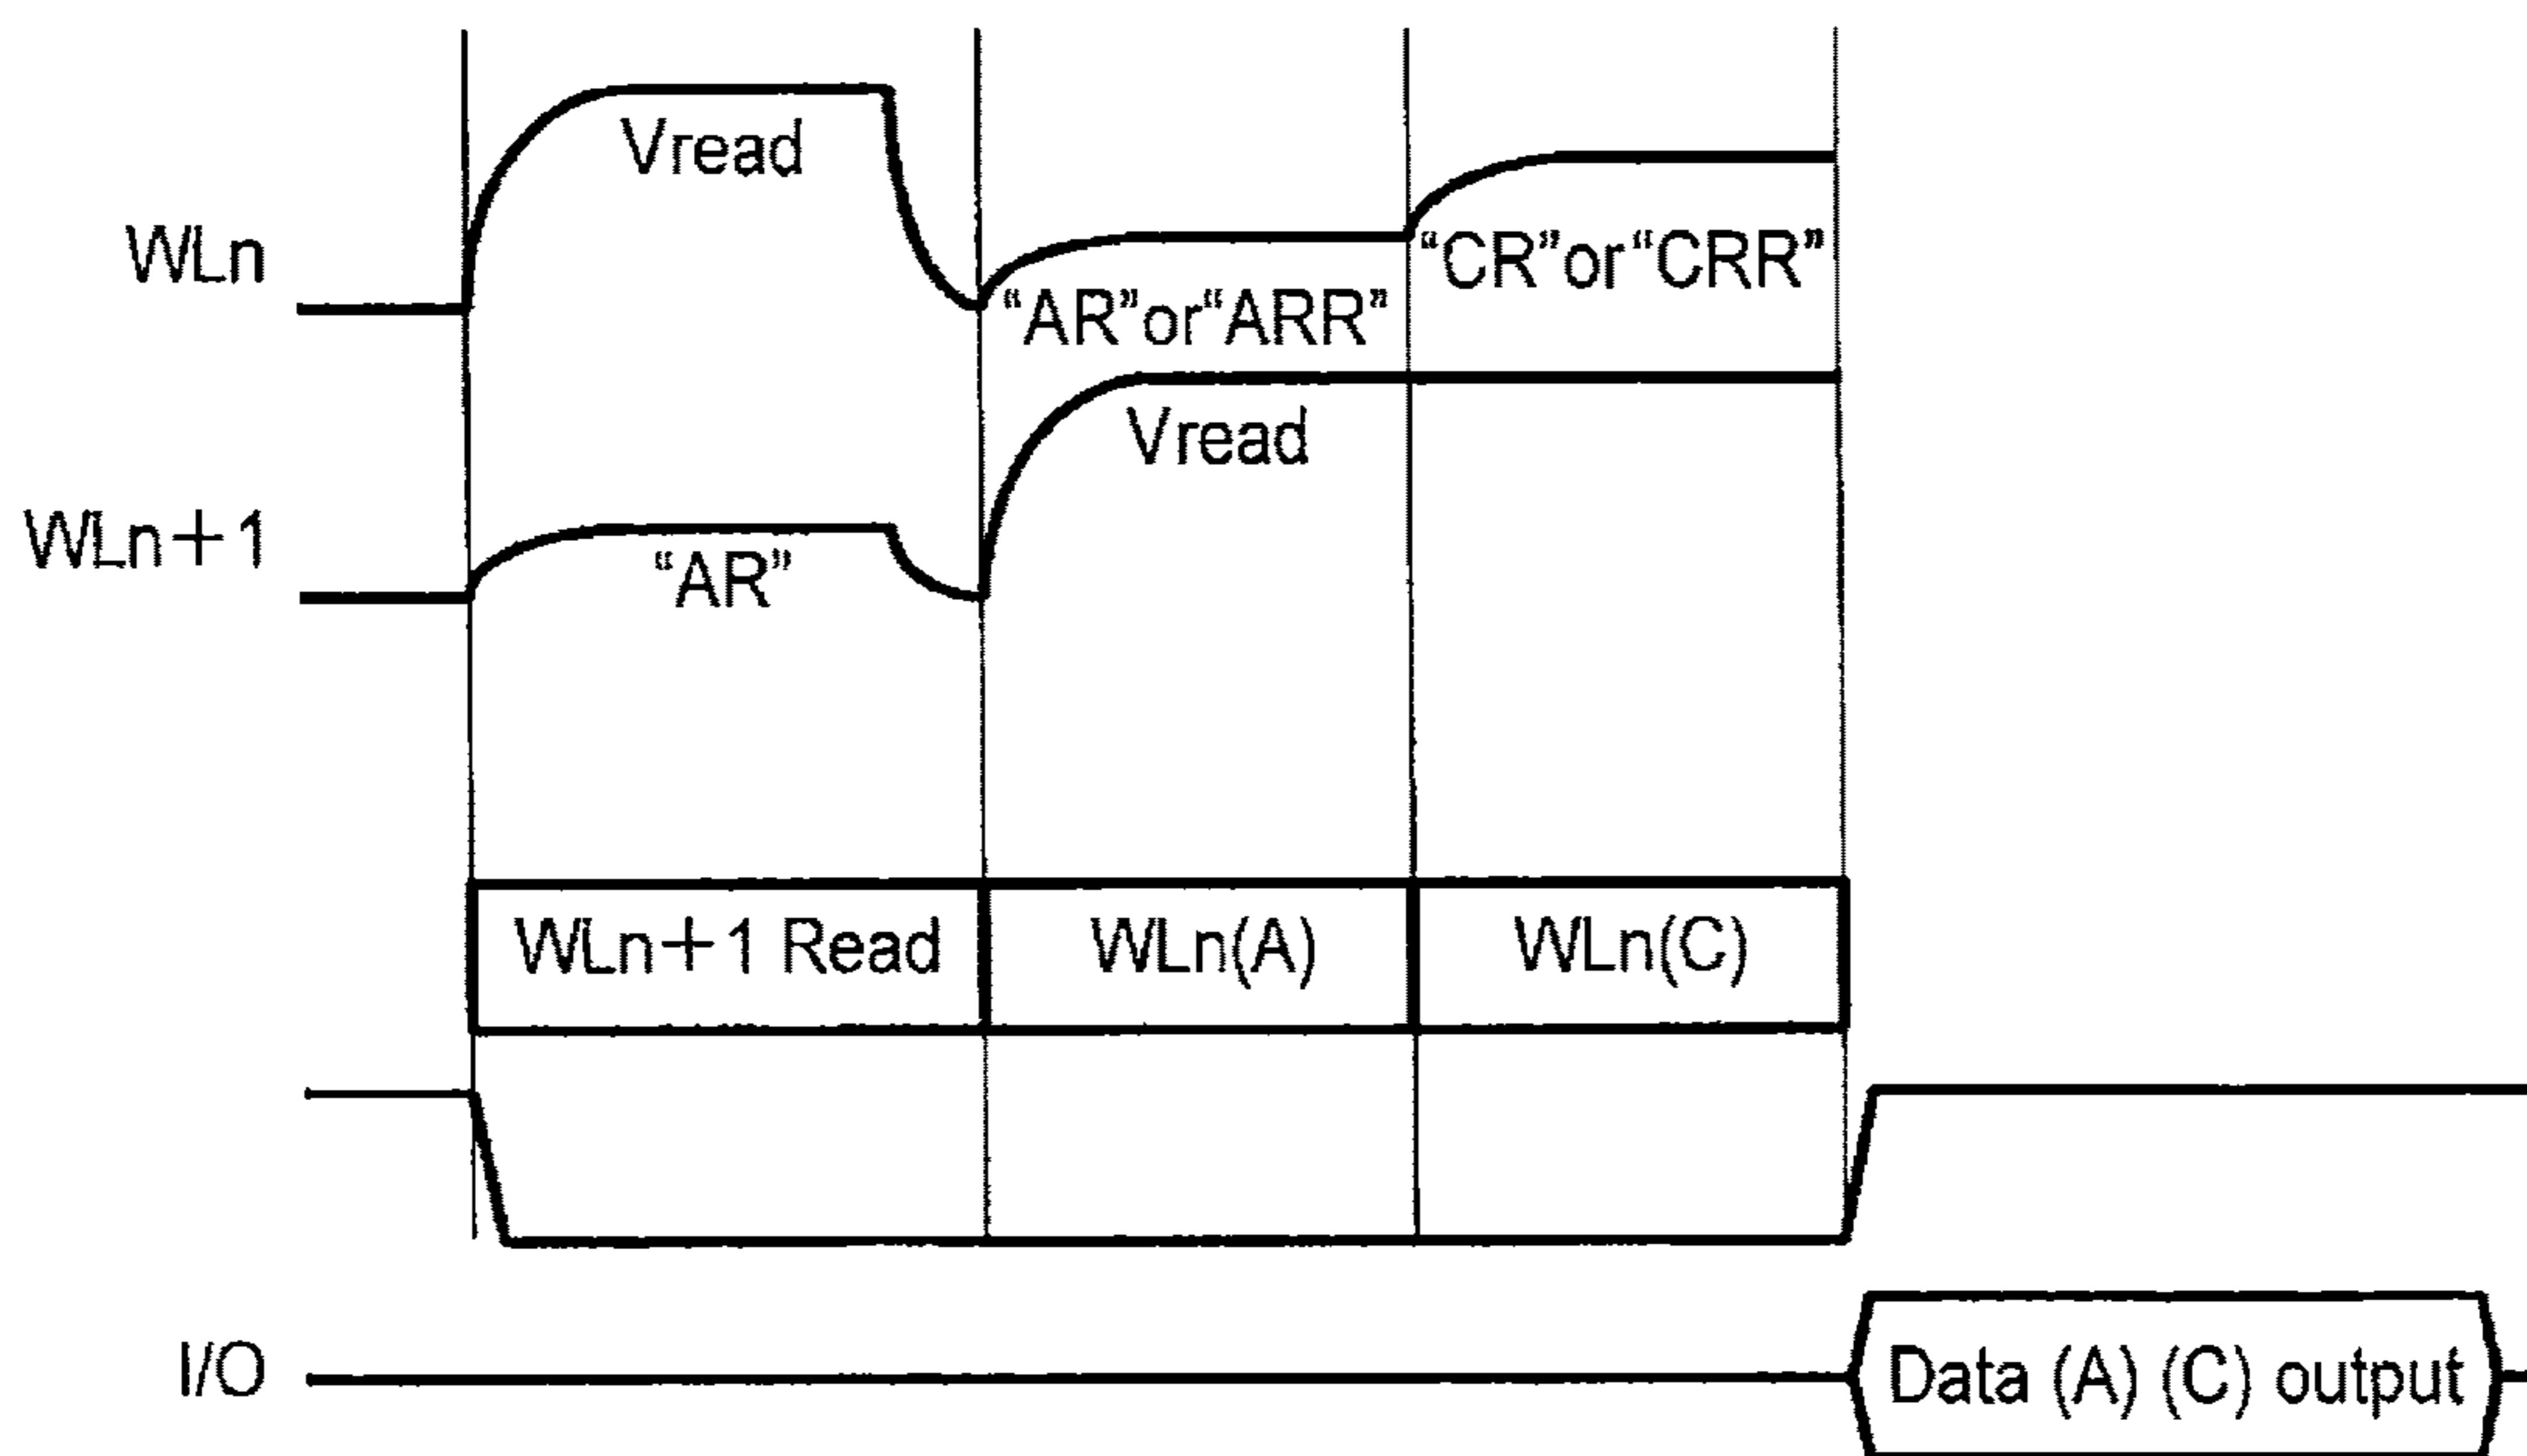 Vread
WLn
"CR"or"CRR"
"AR"or"ARR"
Vread
WLn+1
"AR"
WLn+1 Read
WLn(A)
WLn(C)
I/O
Data (A) (C) output